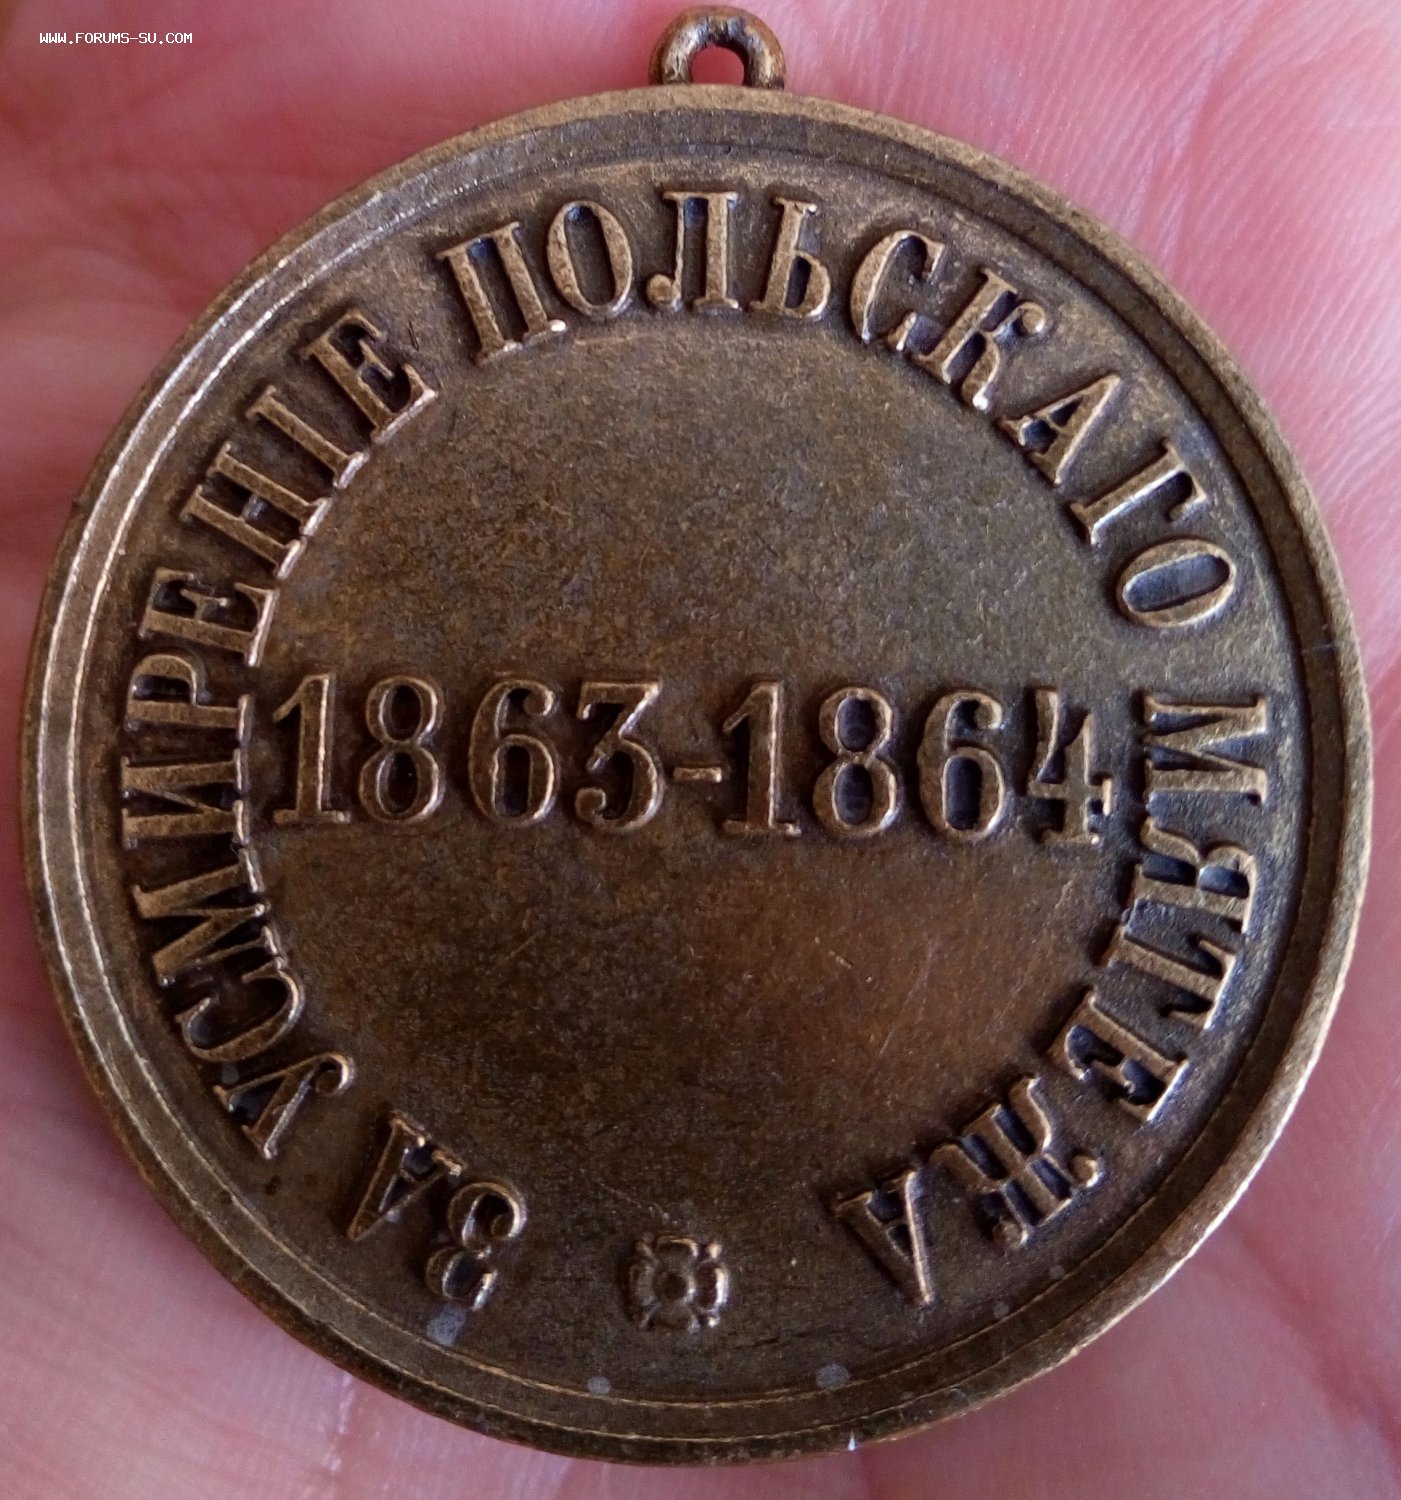 WWW.FORUMS-SU.COM
ЗА УСМИРЕНІЕ ПОЛЬСКАГО МЯТЕЖА
1863-1864